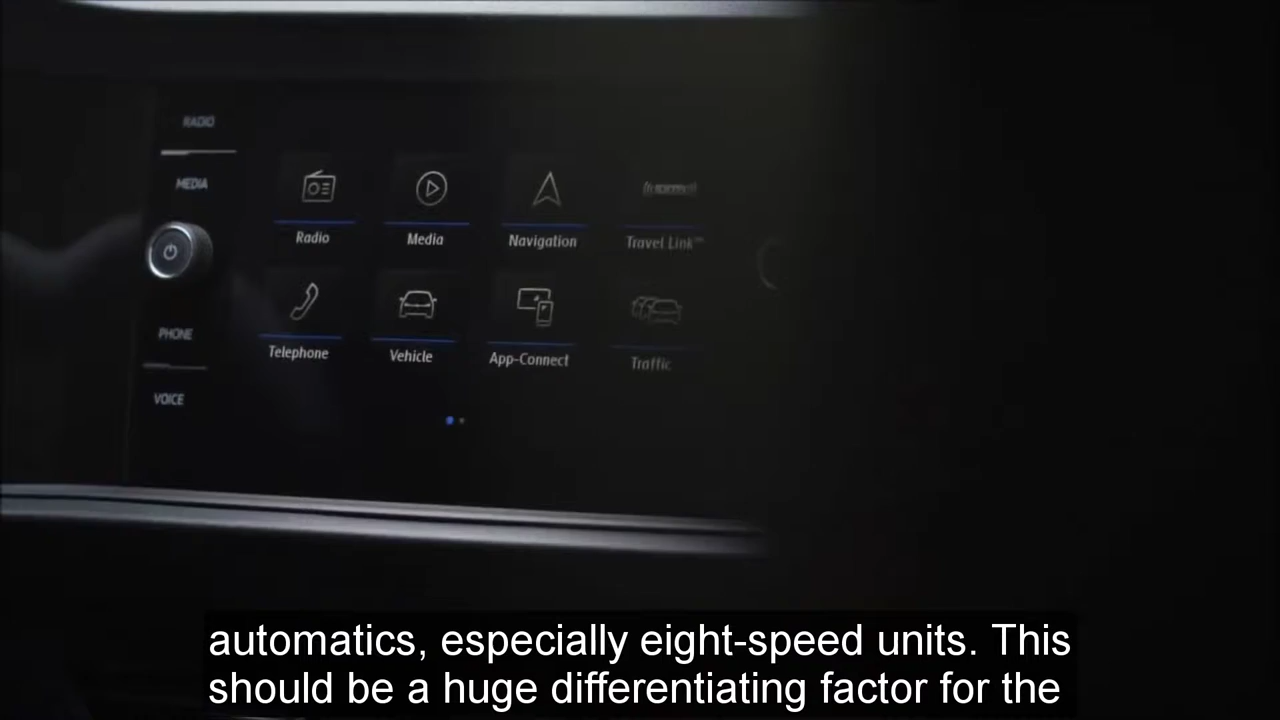 RADIO
MEDIA
Radio
Media
Navigation
Travel Link
PHONE
Telephone
Vehicle
App-Connect
Traffic
VOICE
automatics, especially eight-speed units. This
should be a huge differentiating factor for the